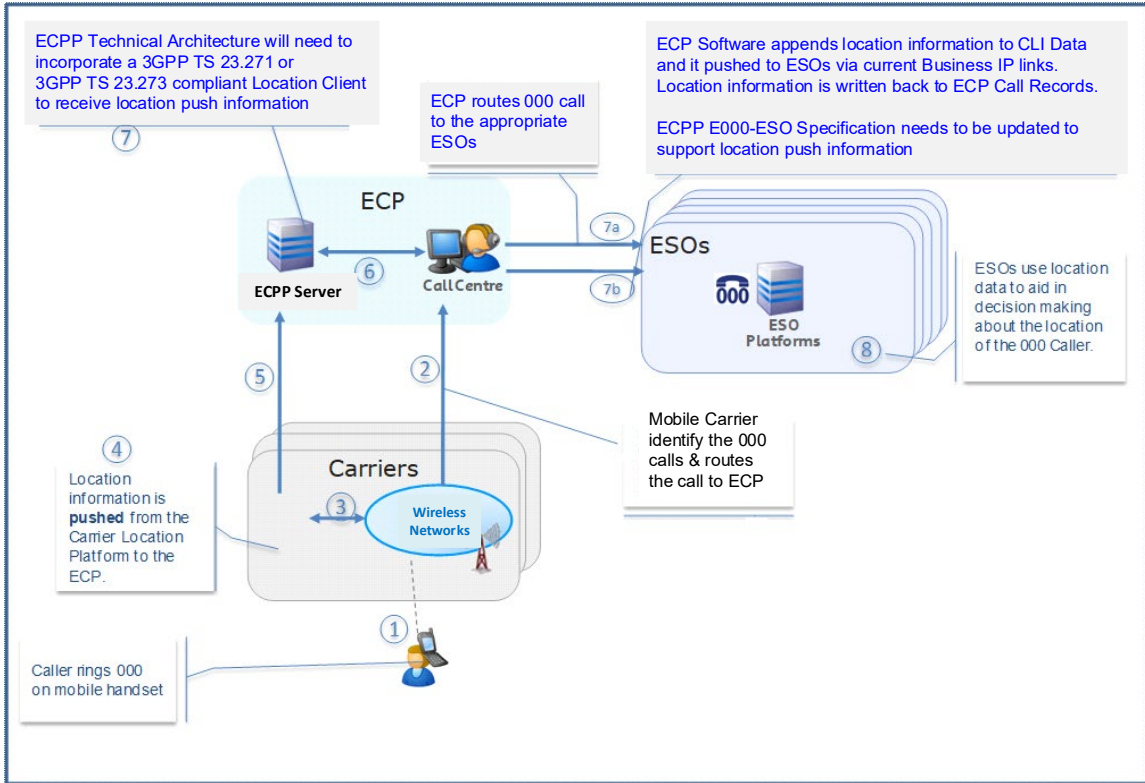 ECPP Technical Architecture will need to
incorporate a 3GPP TS 23.271 or
3GPP TS 23.273 compliant Location Client
to receive location push information
7
ECP routes 000 call
to the appropriate
ESOs
ECP Software appends location information to CLI Data
and it pushed to ESOs via current Business IP links.
Location information is written back to ECP Call Records.
ECPP E000-ESO Specification needs to be updated to
support location push information
ECP
ECPP Server
6
Call Centre
7a
7b
ESOs
000
ESO
Platforms
8
ESOs use location
data to aid in
decision making
about the location
of the 000 Caller.
5
2
Mobile Carrier
identify the 000
calls & routes
the call to ECP
4
Location
information is
pushed from the
Carrier Location
Platform to the
ECP.
Carriers
3
Wireless
Networks
1
Caller rings 000
on mobile handset